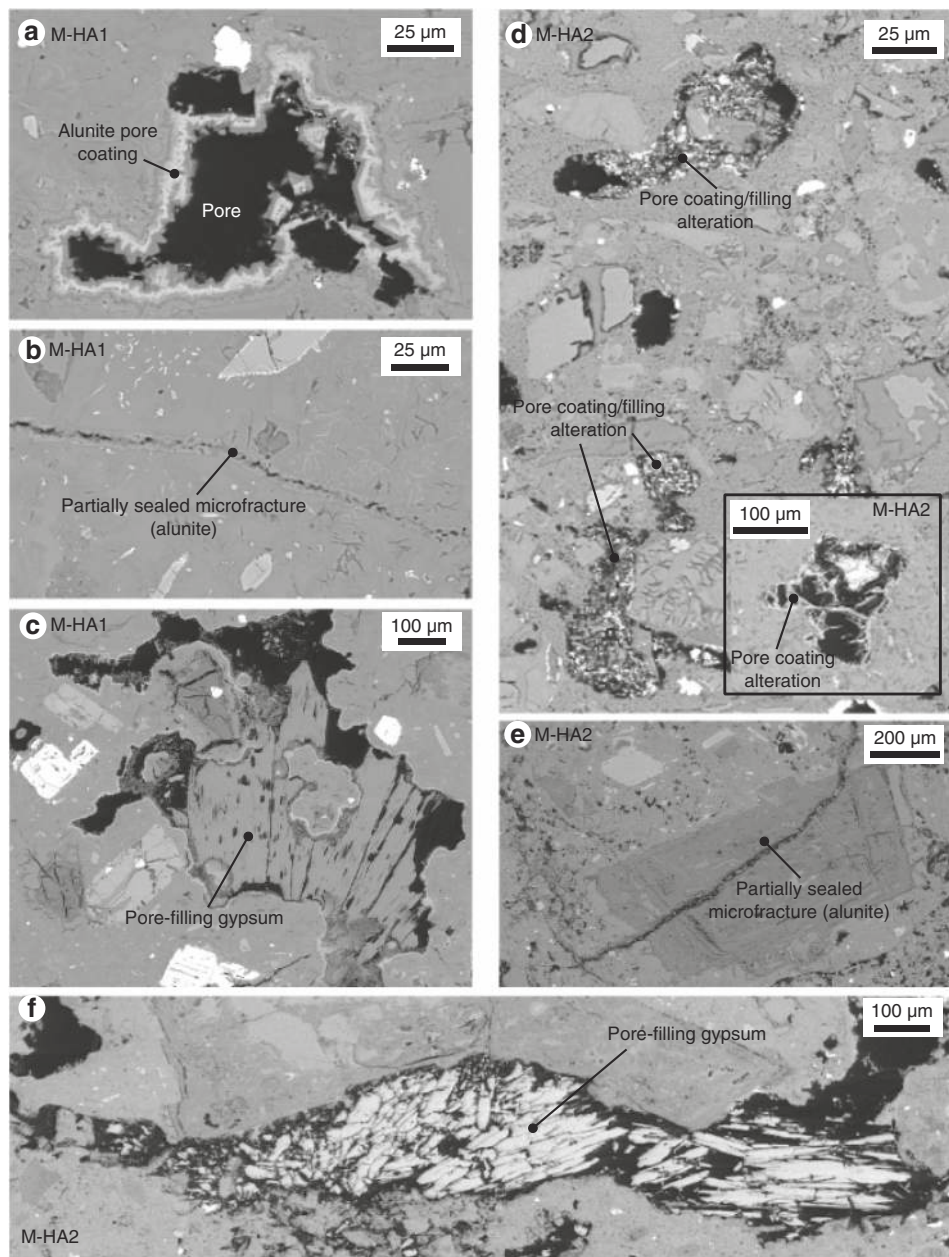 a M-HA1
25 µm
Alunite pore
coating
Pore
b M-HA1
25 µm
Partially sealed microfracture
(alunite)
c M-HA1
100 µm
Pore-filling gypsum
d M-HA2
25 µm
Pore coating/filling
alteration
Pore coating/filling
alteration
100 µm
M-HA2
Pore coating
alteration
e M-HA2
200 µm
Partially sealed
microfracture (alunite)
f
100 µm
Pore-filling gypsum
M-HA2